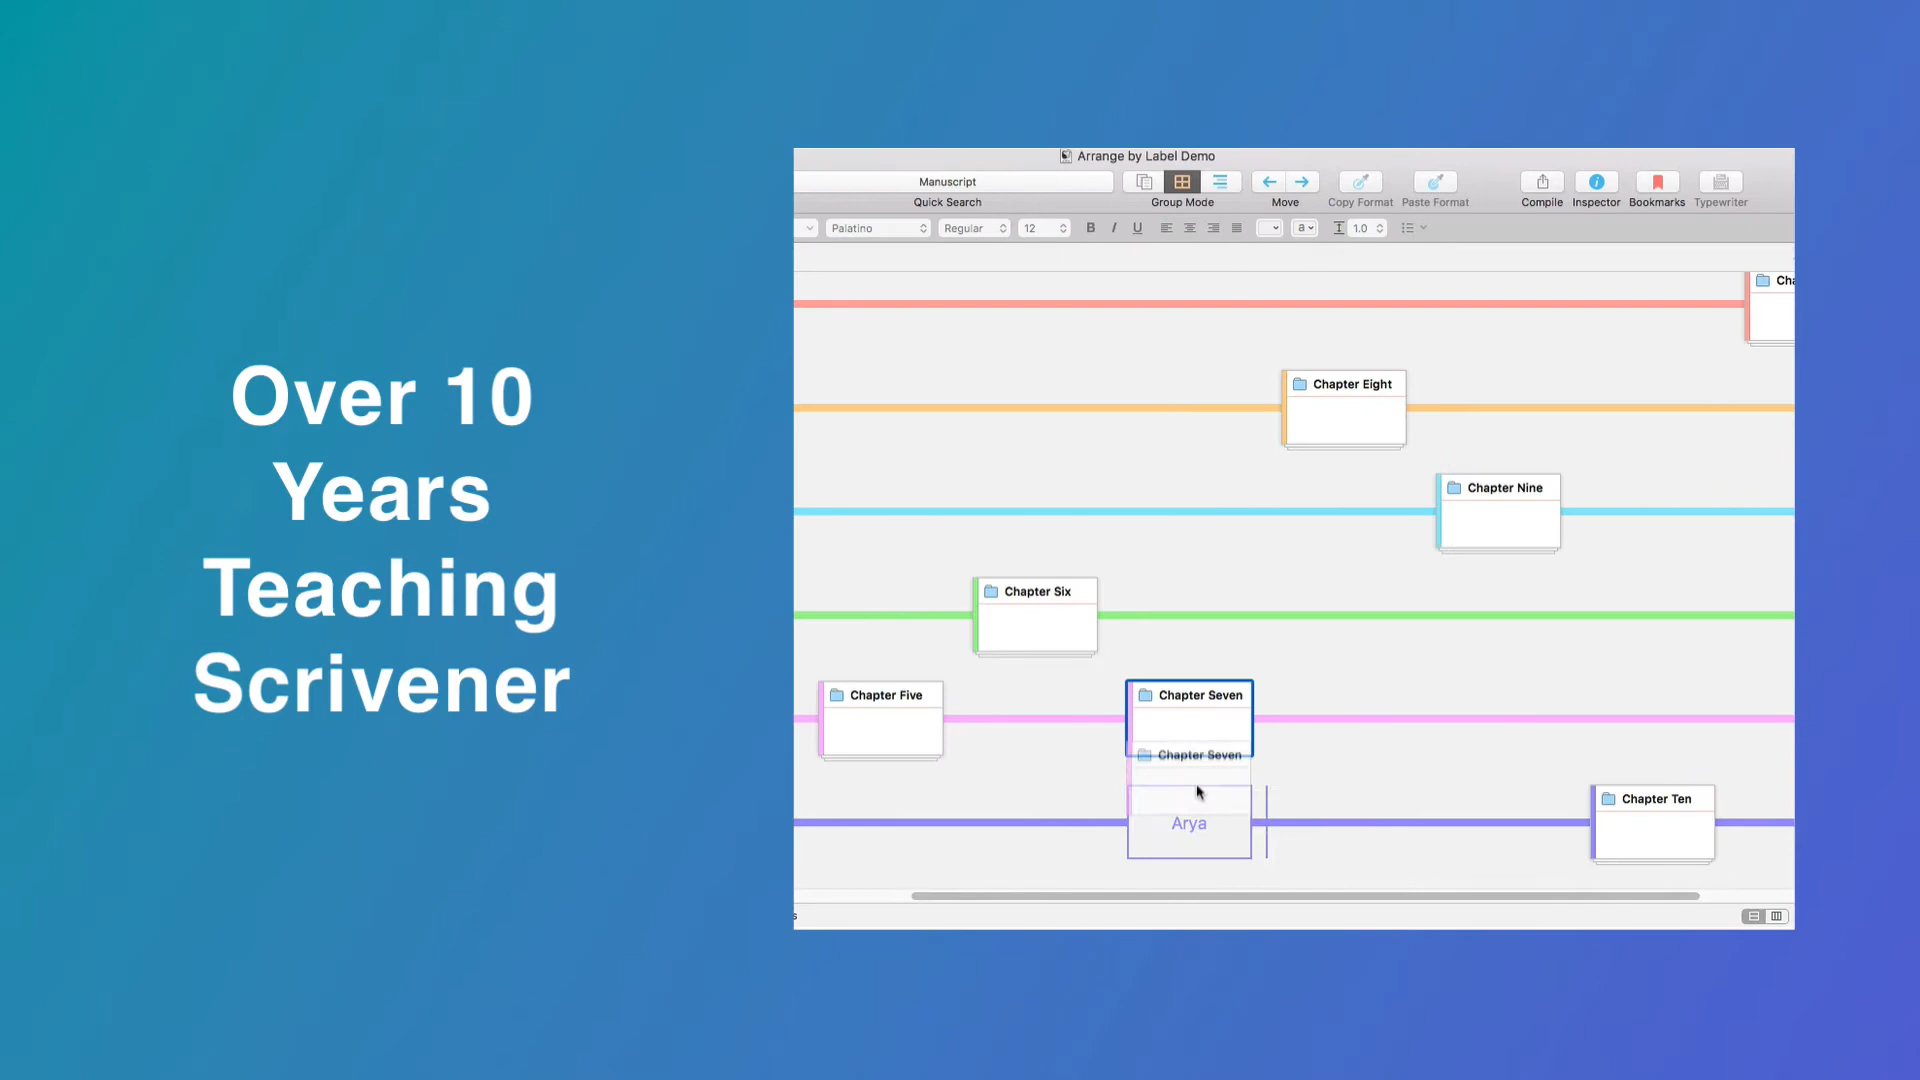 Over 10
Years
Teaching
Scrivener
Arrange by Label Demo
Manuscript
Quick Search
Group Mode
Move
Copy Format
Paste Format
Compile
Inspector
Bookmarks
Typewriter
Palatino
Regular
12
B I U
a
1.0
Cha
Chapter Eight
Chapter Nine
Chapter Six
Chapter Five
Chapter Seven
Chapter Seven
Arya
Chapter Ten
s